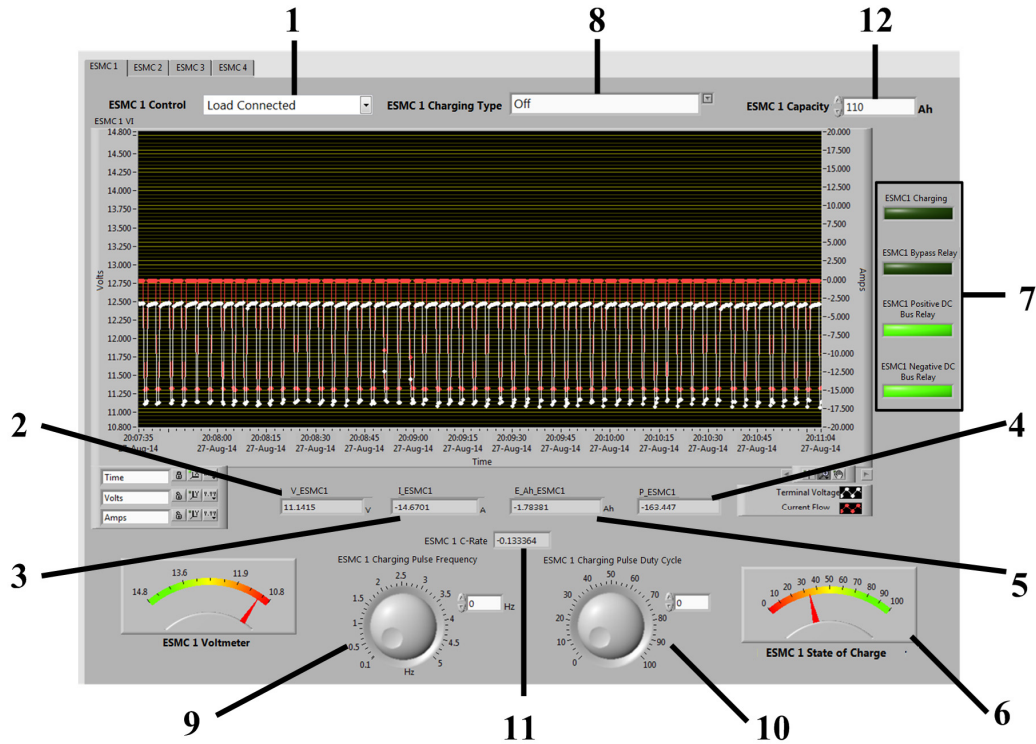 1
8
12
ESMC 1 ESMC 2 ESMC 3 ESMC 4
ESMC 1 Control Load Connected ESMC 1 Charging Type Off ESMC 1 Capacity 110 Ah
ESMC 1 VI
14.800
14.500
14.250
14.000
13.750
13.500
13.250
13.000
12.750
12.500
12.250
12.000
11.750
11.500
11.250
11.000
10.800
Volts
20.000
17.500
15.000
12.500
10.000
7.500
5.000
2.500
0.000
-2.500
-5.000
-7.500
-10.000
-12.500
-15.000
-17.500
-20.000
Amps
ESMC1 Charging
ESMC1 Bypass Relay
ESMC1 Positive DC
Bus Relay
ESMC1 Negative DC
Bus Relay
7
20:07:35 20:08:00 20:08:15 20:08:30 20:08:45 20:09:00 20:09:15 20:09:30 20:09:45 20:10:00 20:10:15 20:10:30 20:10:45 20:11:04
27-Aug-14 27-Aug-14 27-Aug-14 27-Aug-14 27-Aug-14 27-Aug-14 27-Aug-14 27-Aug-14 27-Aug-14 27-Aug-14 27-Aug-14 27-Aug-14 27-Aug-14 27-Aug-14
Time
2
4
Time
Volts
Amps
V_ESMC1 I_ESMC1 E_Ah_ESMC1 P_ESMC1
11.1415 V -14.6701 A -1.78381 Ah -163.447
Terminal Voltage
Current Flow
ESMC 1 C-Rate -0.133364
3
5
14.8 13.6 11.9 10.8
ESMC 1 Voltmeter
ESMC 1 Charging Pulse Frequency
0.1 0.5 1 1.5 2 2.5 3 3.5 4 4.5 5
Hz
0 Hz
ESMC 1 Charging Pulse Duty Cycle
0 10 20 30 40 50 60 70 80 90 100
0
0 10 20 30 40 50 60 70 80 90 100
ESMC 1 State of Charge
9
11
10
6